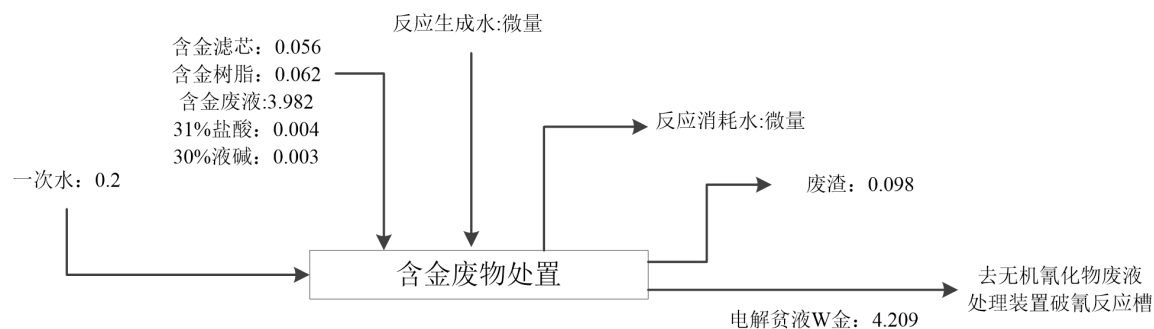 反应生成水:微量
含金滤芯：0.056
含金树脂：0.062
含金废液:3.982
31%盐酸：0.004
30%液碱：0.003
反应消耗水:微量
一次水：0.2
废渣：0.098
含金废物处置
去无机氰化物废液
处理装置破氰反应槽
电解贫液W金：4.209